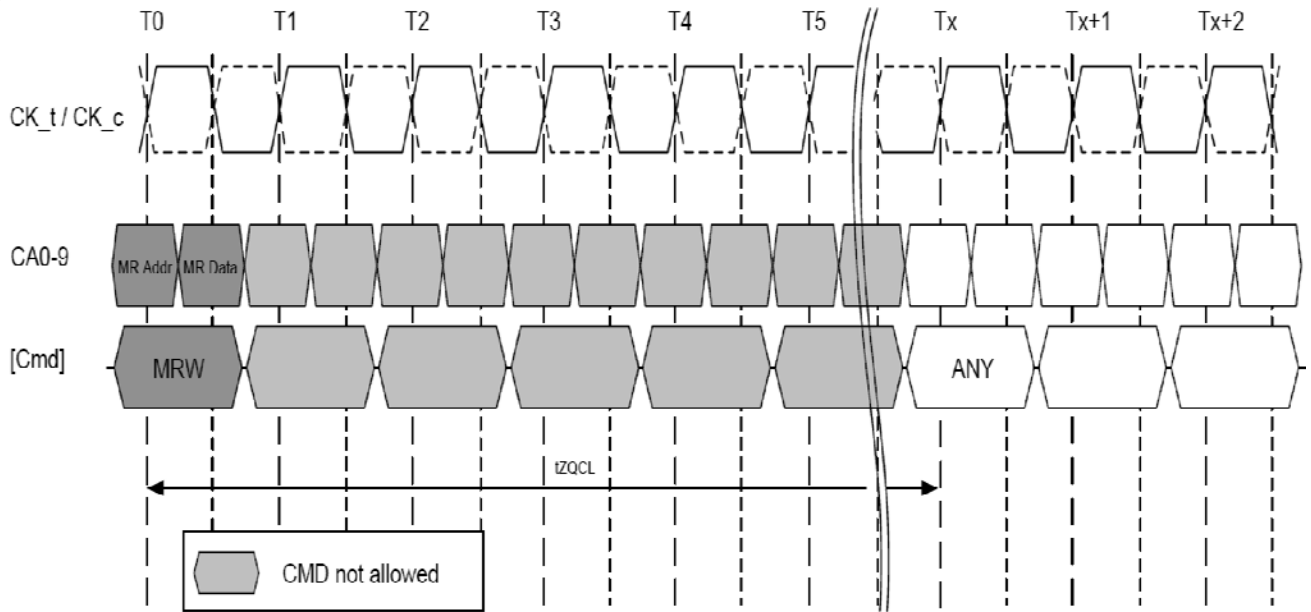 T0 T1 T2 T3 T4 T5 Tx Tx+1 Tx+2
CK_t / CK_c
CA0-9 MR Addr MR Data
[Cmd] MRW ANY
tZQCL
CMD not allowed